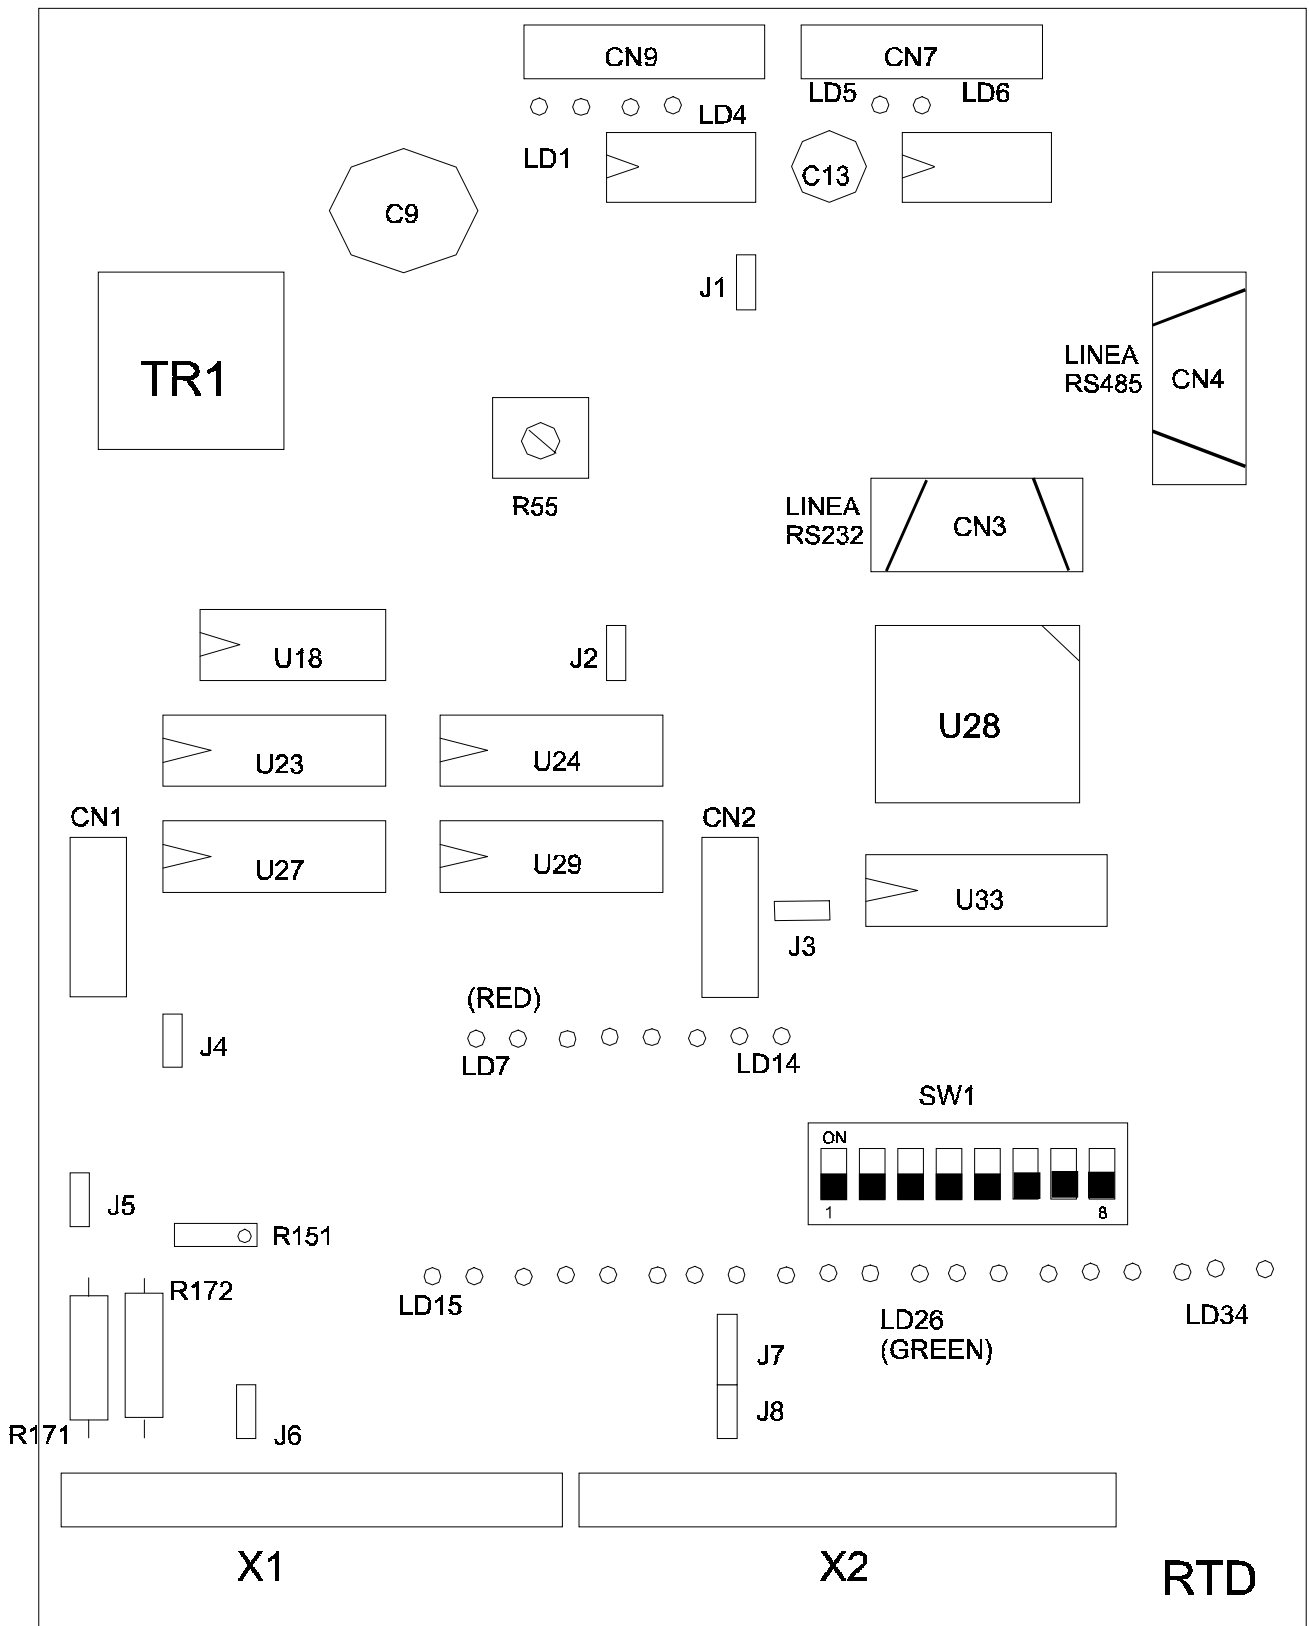 CN9
CN7
LD5
LD6
LD4
LD1
C13
C9
J1
TR1
LINEA
RS485
CN4
R55
LINEA
RS232
CN3
U18
J2
U28
U23
U24
CN1
CN2
U27
U29
U33
J3
(RED)
J4
LD7
LD14
SW1
ON
1
8
J5
R151
R172
LD15
LD26
(GREEN)
LD34
J7
J8
R171
J6
X1
X2
RTD